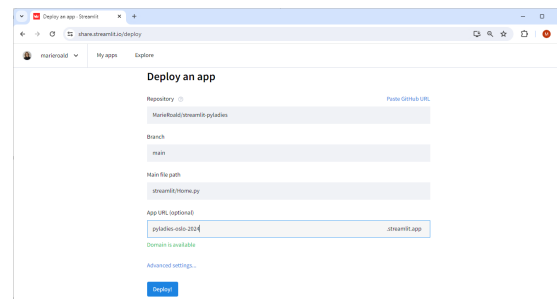 Deploy an app · Streamlit
share.streamlit.io/deploy
marieroald
My apps
Explore
Deploy an app
Repository
Paste GitHub URL
MarieRoald/streamlit-pyladies
Branch
main
Main file path
streamlit/Home.py
App URL (optional)
pyladies-oslo-2024
.streamlit.app
Domain is available
Advanced settings...
Deploy!